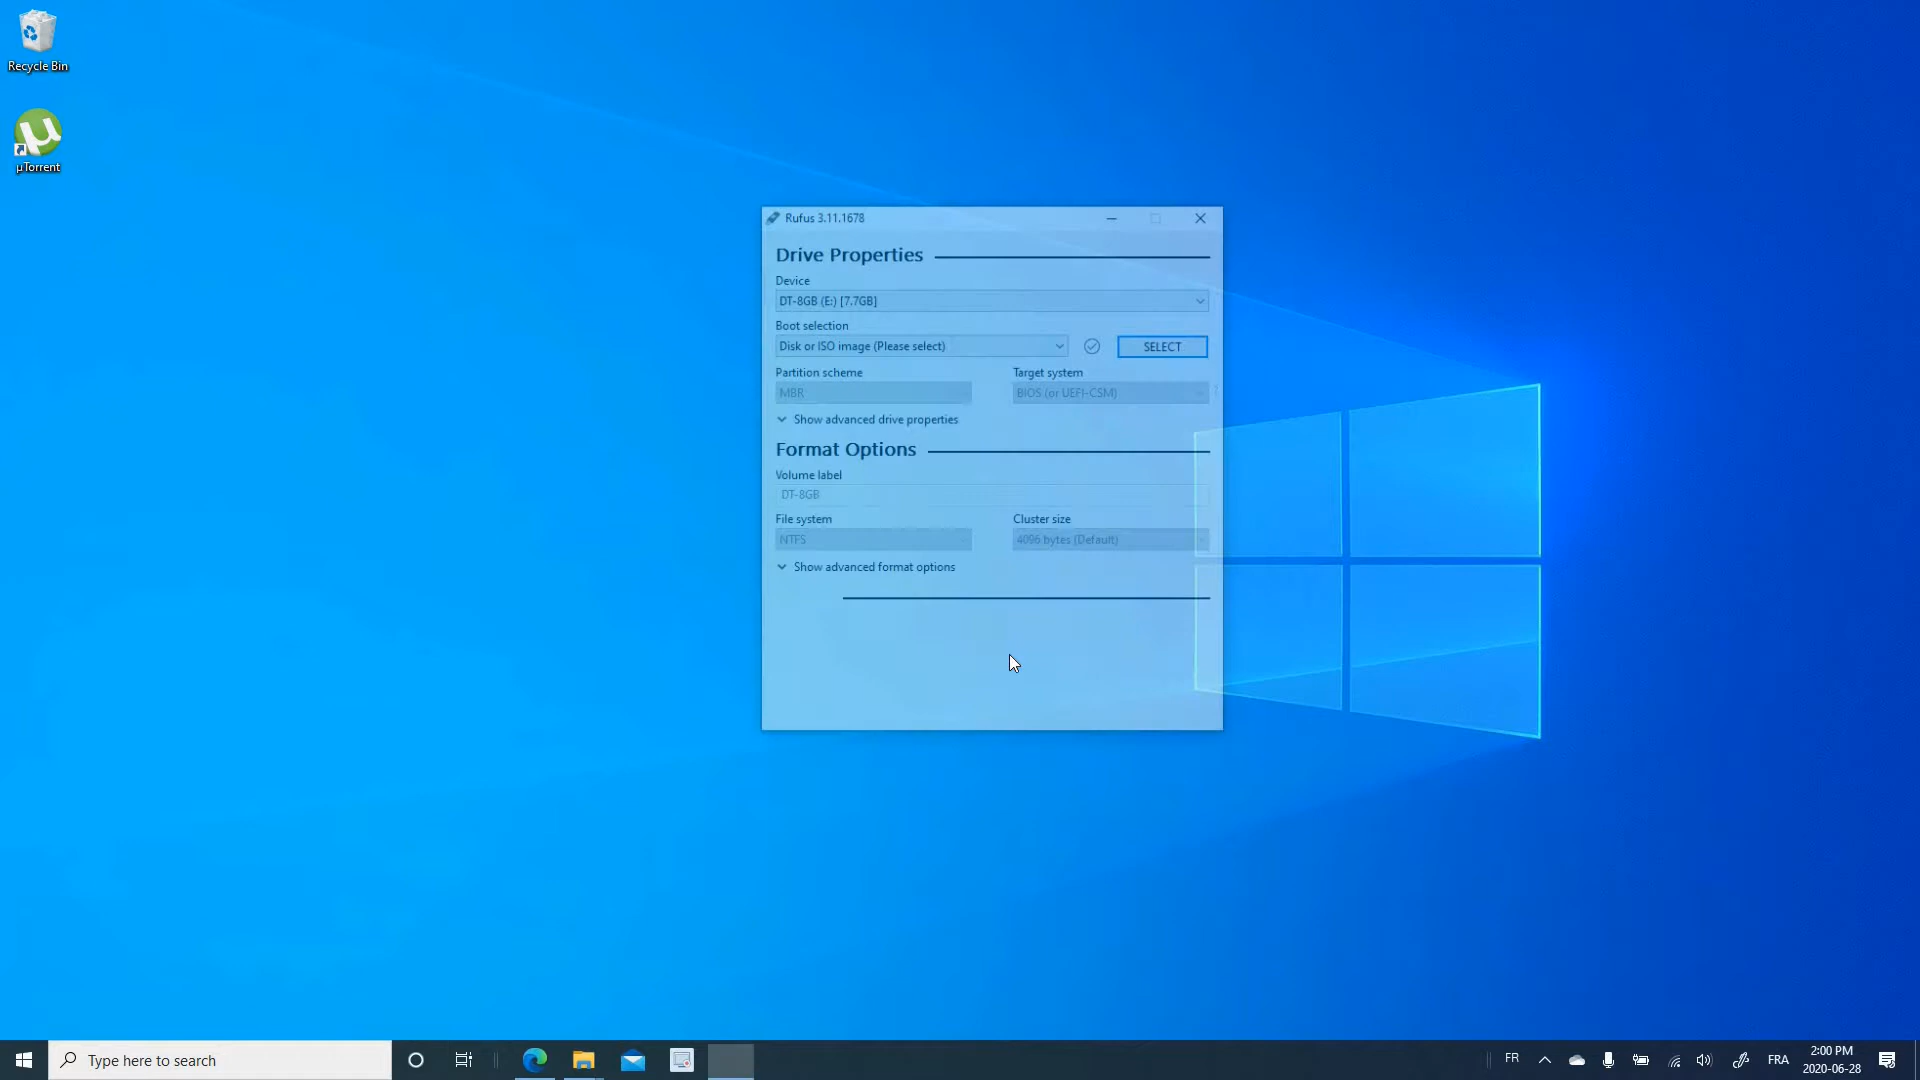 Recycle Bin
µTorrent
Rufus 3.11.1678
Drive Properties
Device
DT-8GB (E:) [7.7GB]
Boot selection
Disk or ISO image (Please select)
SELECT
Partition scheme
Target system
MBR
BIOS (or UEFI-CSM)
?
Show advanced drive properties
Format Options
Volume label
DT-8GB
File system
Cluster size
NTFS
4096 bytes (Default)
Show advanced format options
Type here to search
FR
FRA
2:00 PM
2020-06-28